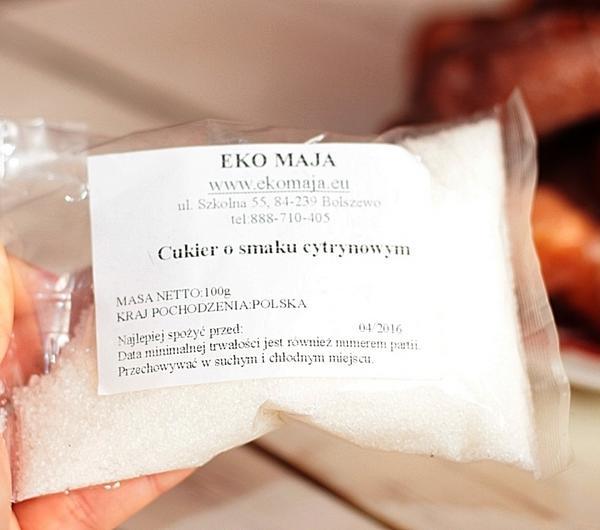 EKO MAJA
www.ekomaja.eu
ul. Szkolna 55, 84-239 Bolszewo
tel:888-710-405
Cukier o smaku cytrynowym
MASA NETTO:100g
KRAJ POCHODZENIA:POLSKA
Najlepiej spożyć przed: 04/2016
Data minimalnej trwałości jest również numerem partii.
Przechowywać w suchym i chłodnym miejscu.